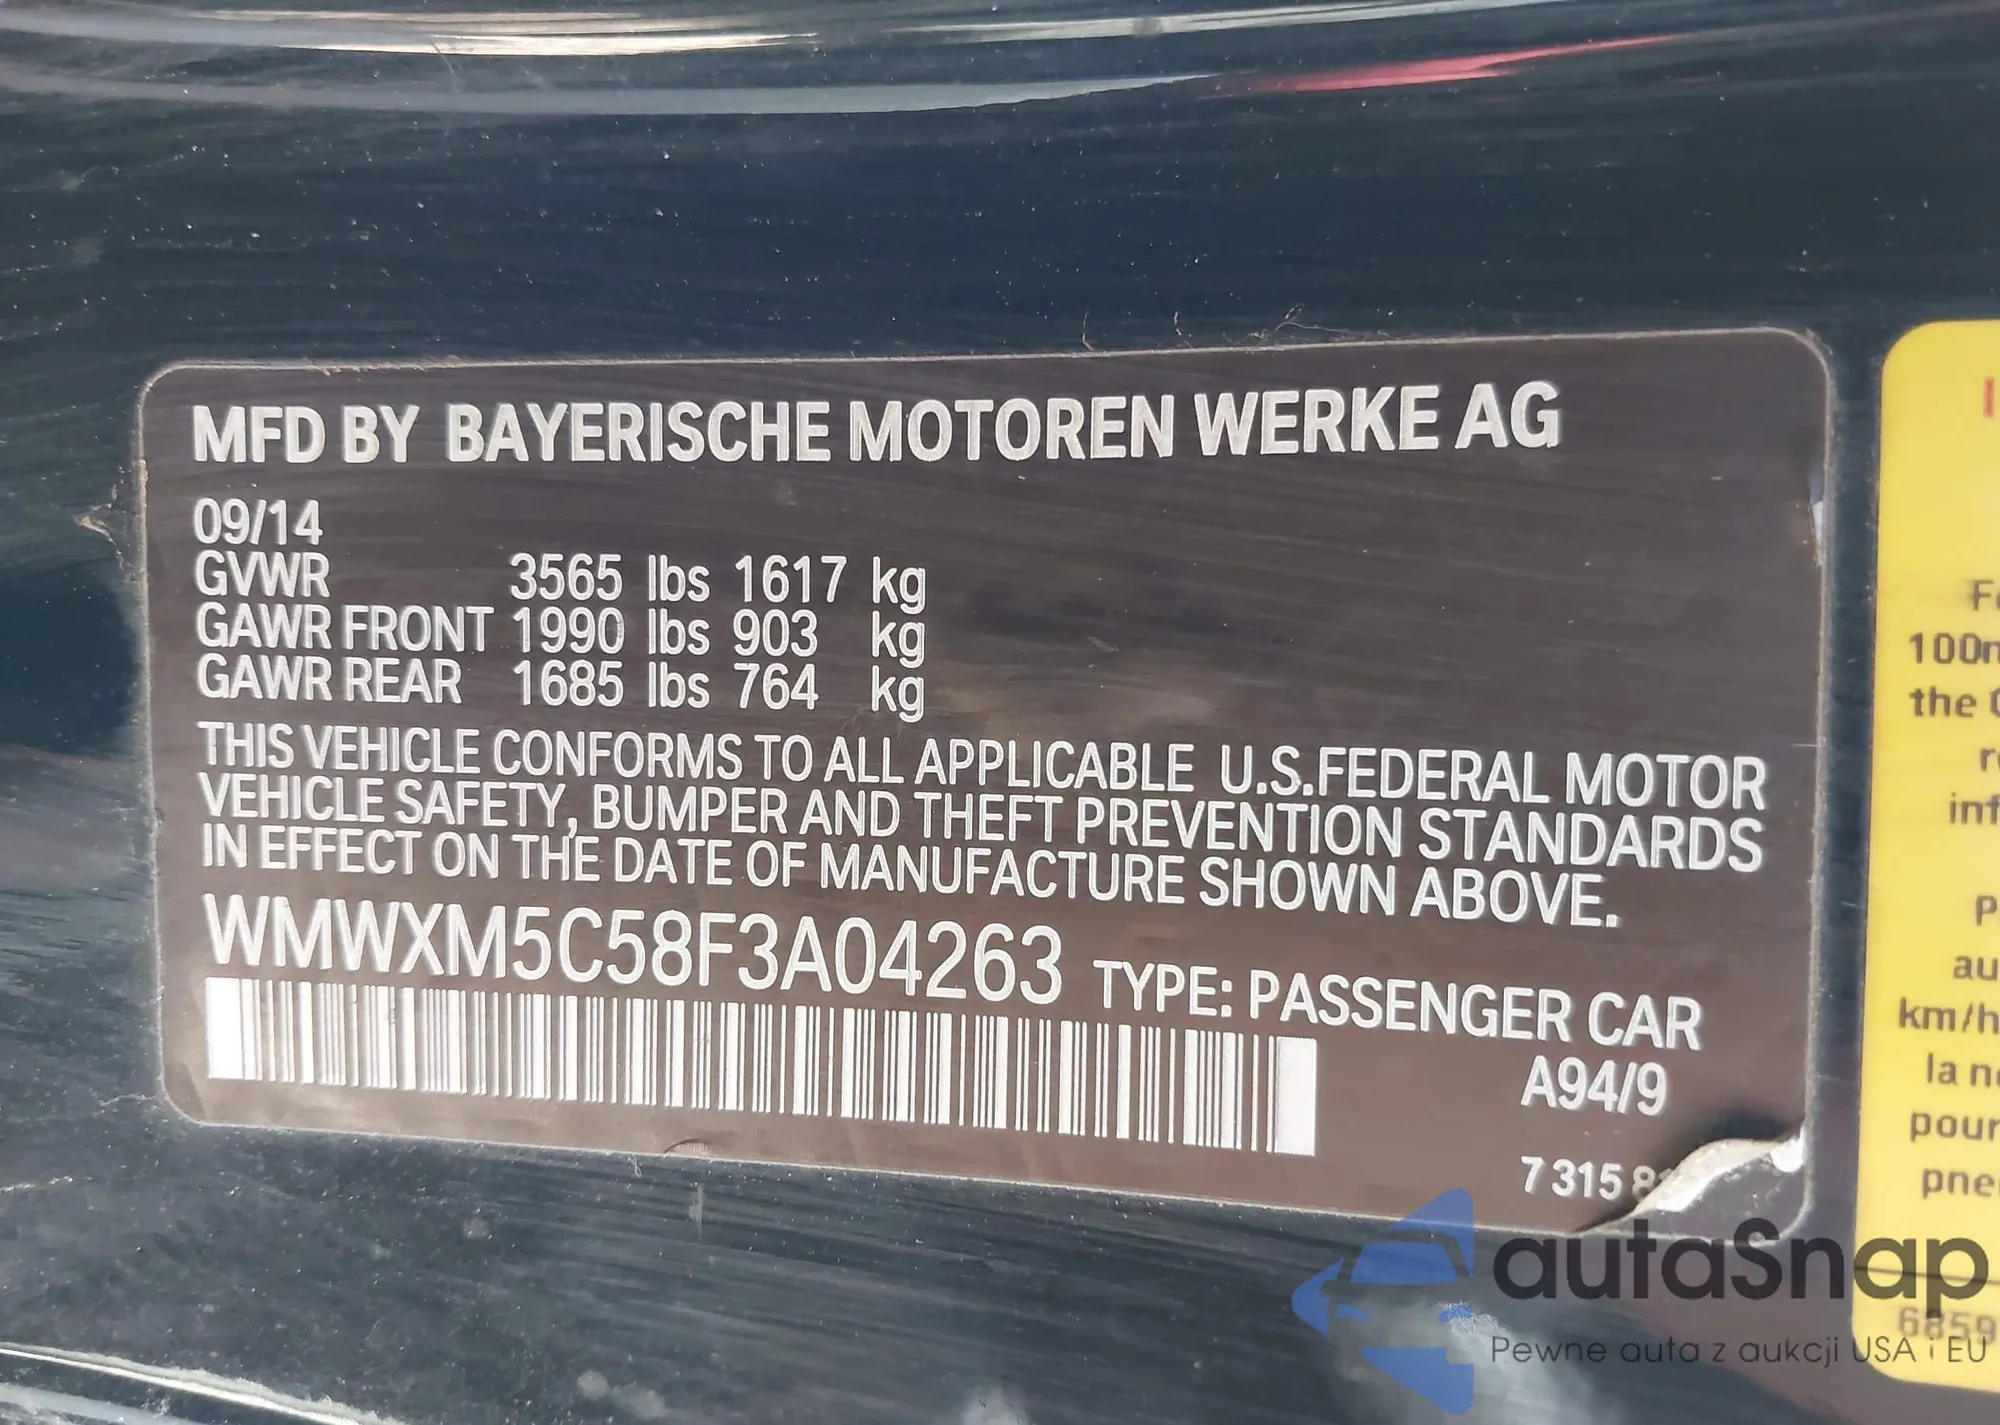 MFD BY BAYERISCHE MOTOREN WERKE AG
09/14
GVWR 3565 lbs 1617 kg
GAWR FRONT 1990 lbs 903 kg
GAWR REAR 1685 lbs 764 kg
THIS VEHICLE CONFORMS TO ALL APPLICABLE U.S.FEDERAL MOTOR
VEHICLE SAFETY, BUMPER AND THEFT PREVENTION STANDARDS
IN EFFECT ON THE DATE OF MANUFACTURE SHOWN ABOVE.
WMWXM5C58F3A04263 TYPE: PASSENGER CAR
A94/9
7 315
the
km/h
la
pour
6859
autaSnap
Pewne auta z aukcji USA i EU